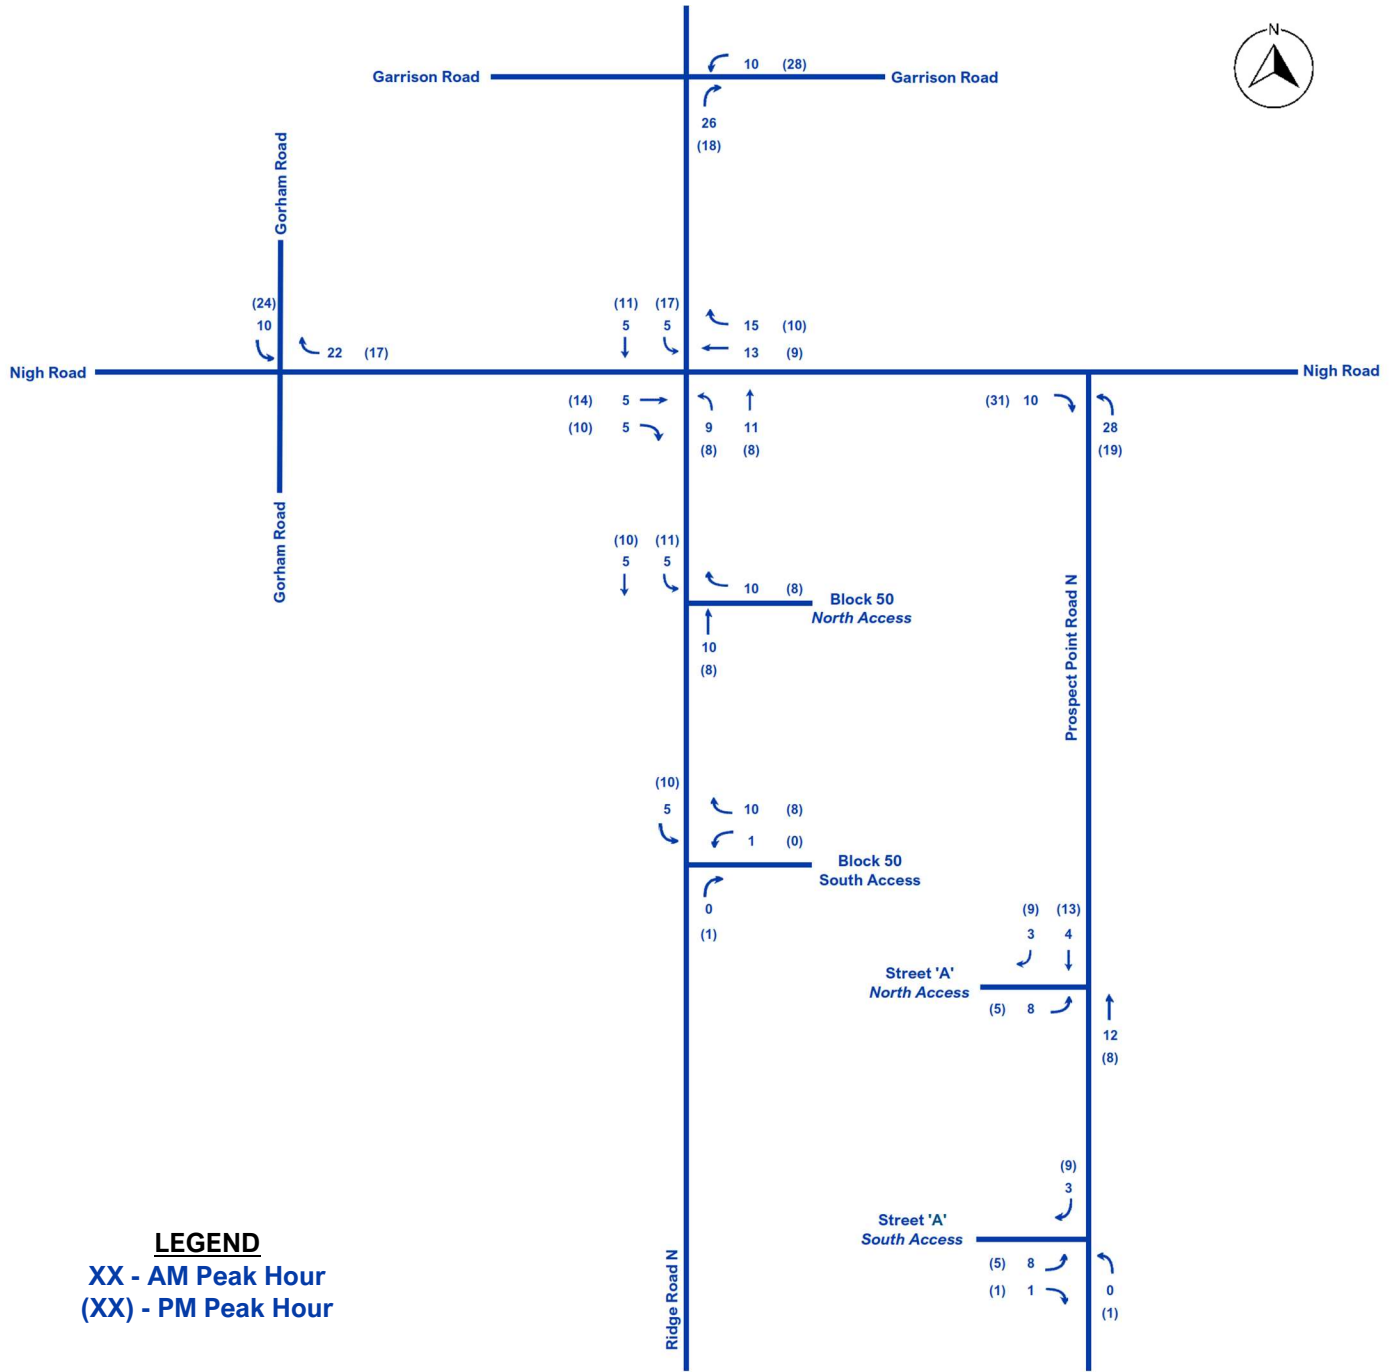 N
10 (28)
Garrison Road
Garrison Road
26
(18)
Gorham Road
(24)
10
22 (17)
(11) (17)
5 5
15 (10)
13 (9)
Nigh Road
Nigh Road
(14) 5
(10) 5
9 11
(8) (8)
(31) 10
28
(19)
Gorham Road
(10) (11)
5 5
10 (8)
Block 50
North Access
10
(8)
Prospect Point Road N
(10)
5
10 (8)
1 (0)
Block 50
South Access
0
(1)
(9) (13)
3 4
Street 'A'
North Access
(5) 8
12
(8)
(9)
3
Street 'A'
South Access
(5) 8
(1) 1
0
(1)
Ridge Road N
LEGEND
XX - AM Peak Hour
(XX) - PM Peak Hour